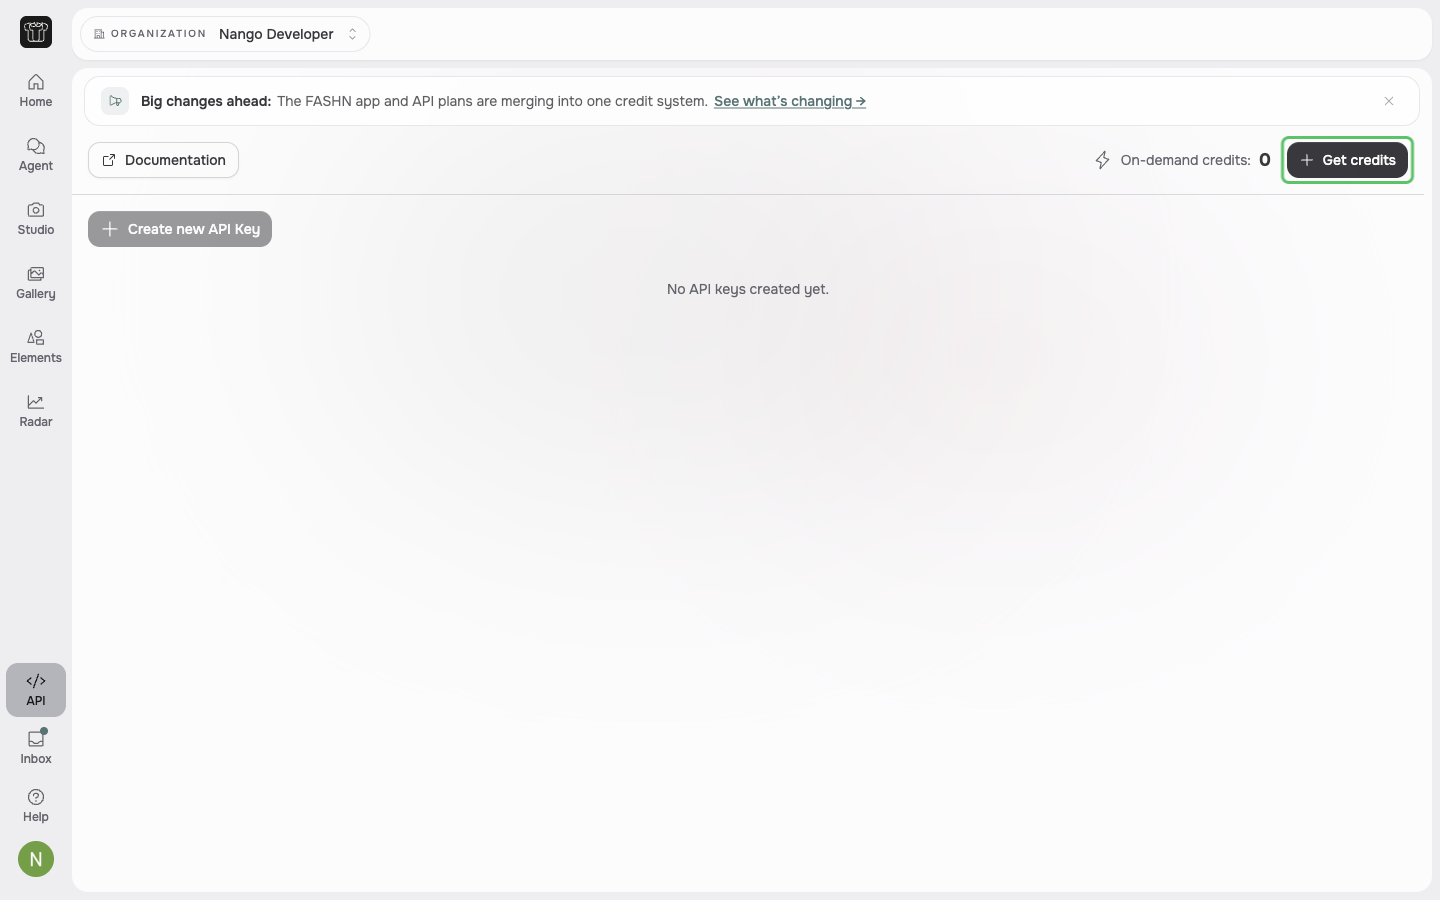 ORGANIZATION Nango Developer
Home
Big changes ahead: The FASHN app and API plans are merging into one credit system. See what's changing →
Agent
Documentation
On-demand credits: 0
Get credits
Studio
Create new API Key
Gallery
No API keys created yet.
Elements
Radar
</> API
Inbox
Help
N